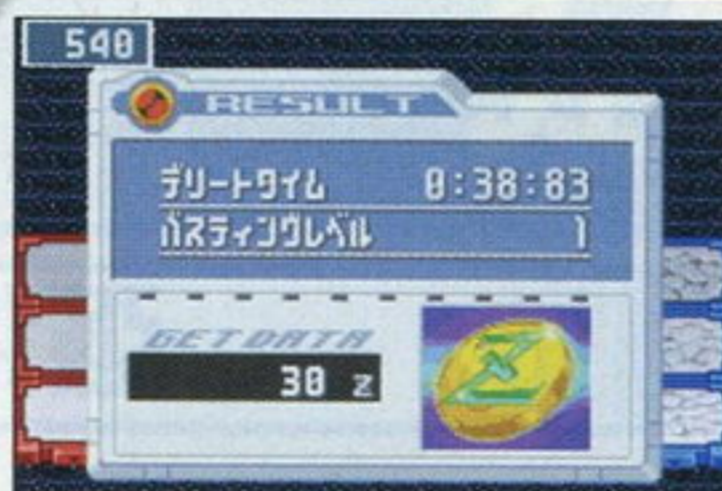 540
RESULT
デリートタイム 0:38:83
バスティングレベル 1
GET DATA
30 z
Z